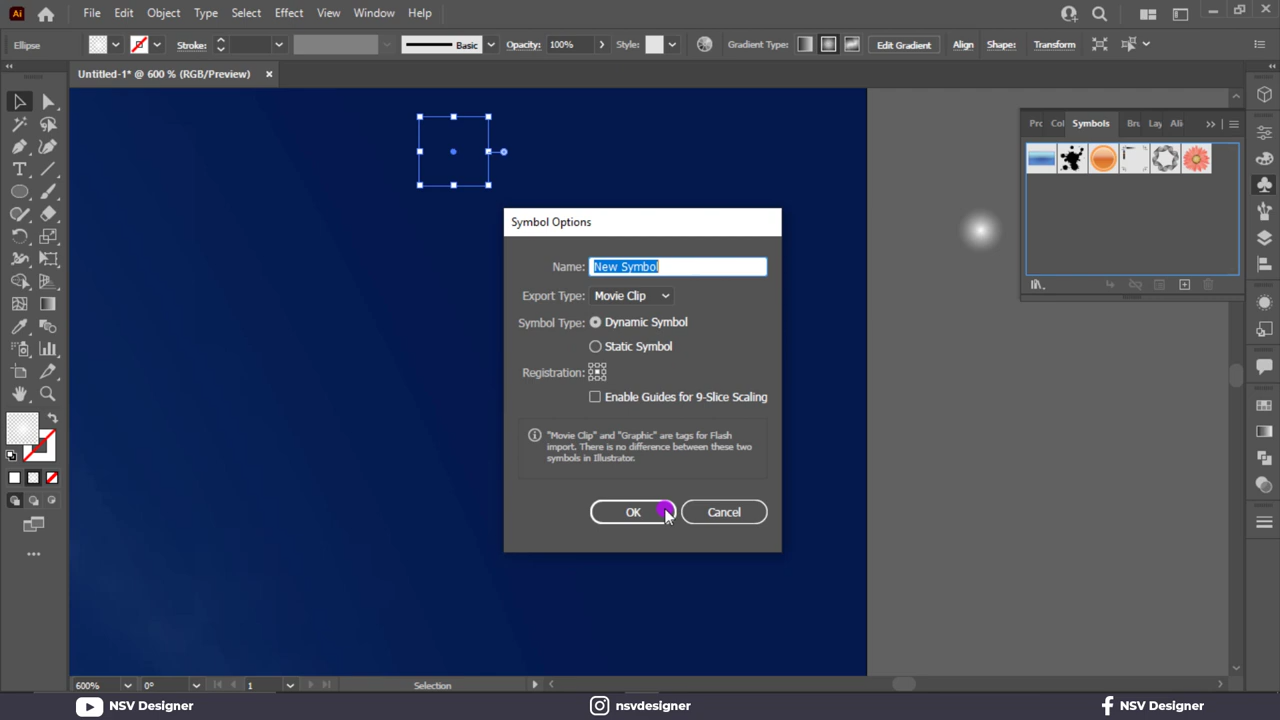 Ai File Edit Object Type Select Effect View Window Help
Ellipse Stroke: Basic Opacity: 100% Style: Gradient Type: Edit Gradient Align Shape: Transform
Untitled-1* @ 600 % (RGB/Preview)
Pro Col Symbols Bru Lay Ali
Symbol Options
Name: New Symbol
Export Type: Movie Clip
Symbol Type: Dynamic Symbol
Static Symbol
Registration:
Enable Guides for 9-Slice Scaling
"Movie Clip" and "Graphic" are tags for Flash
import. There is no difference between these two
symbols in Illustrator.
OK Cancel
600% 0° 1 Selection
NSV Designer nsvdesigner NSV Designer